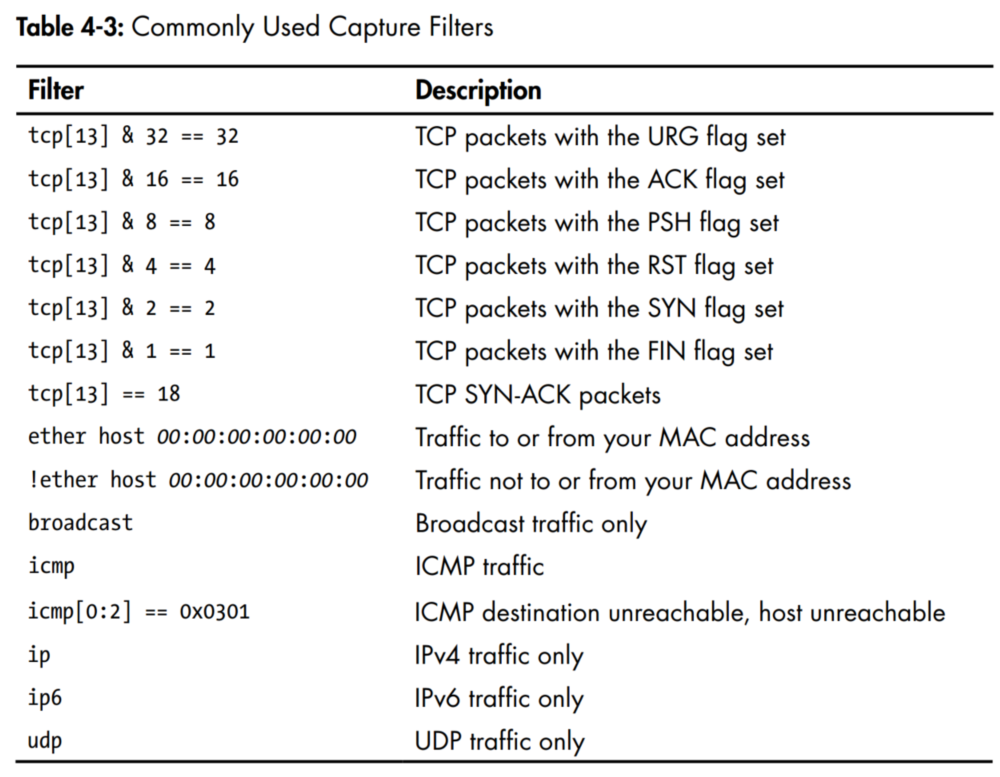 Table 4-3: Commonly Used Capture Filters
Filter Description
tcp[13] & 32 == 32 TCP packets with the URG flag set
tcp[13] & 16 == 16 TCP packets with the ACK flag set
tcp[13] & 8 == 8 TCP packets with the PSH flag set
tcp[13] & 4 == 4 TCP packets with the RST flag set
tcp[13] & 2 == 2 TCP packets with the SYN flag set
tcp[13] & 1 == 1 TCP packets with the FIN flag set
tcp[13] == 18 TCP SYN-ACK packets
ether host 00:00:00:00:00:00 Traffic to or from your MAC address
!ether host 00:00:00:00:00:00 Traffic not to or from your MAC address
broadcast Broadcast traffic only
icmp ICMP traffic
icmp[0:2] == 0x0301 ICMP destination unreachable, host unreachable
ip IPv4 traffic only
ip6 IPv6 traffic only
udp UDP traffic only